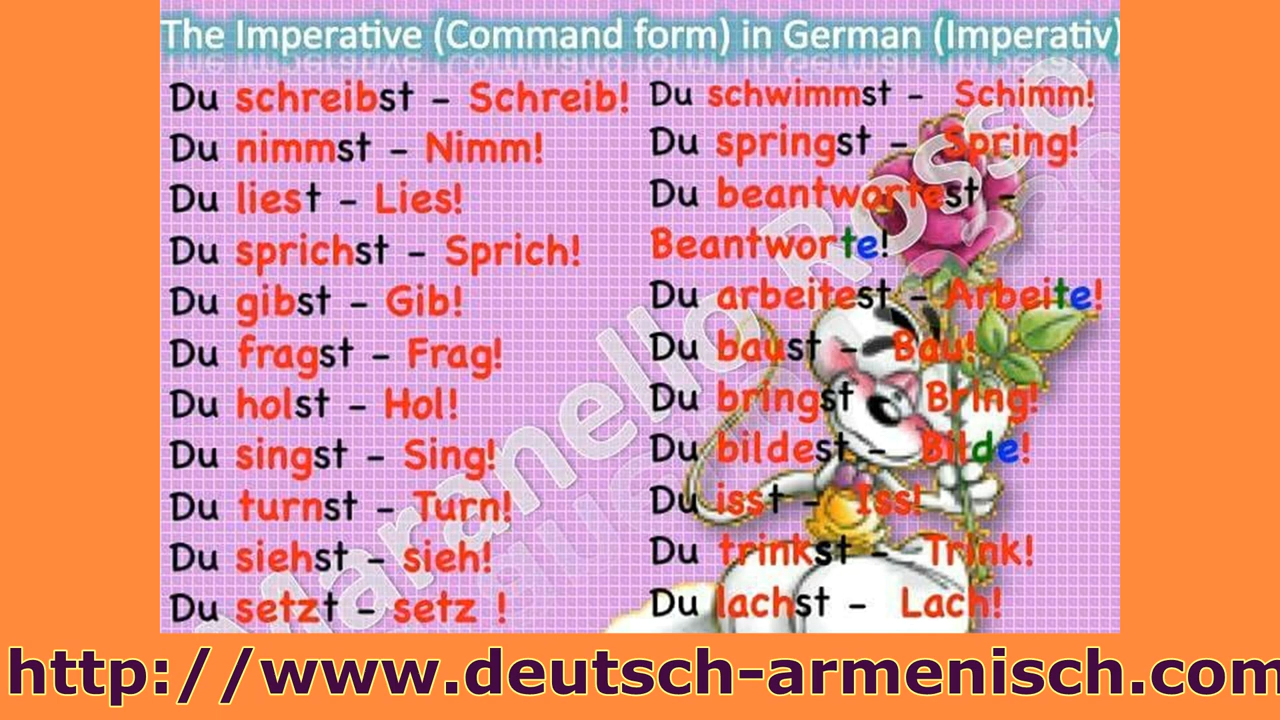 The Imperative (Command form) in German (Imperativ)
Du schreibst - Schreib!
Du nimmst - Nimm!
Du liest - Lies!
Du sprichst - Sprich!
Du gibst - Gib!
Du fragst - Frag!
Du holst - Hol!
Du singst - Sing!
Du turnst - Turn!
Du siehst - sieh!
Du setzt - setz !
Du schwimmst - Schimm!
Du springst - Spring!
Du beantwortest -
Beantworte!
Du arbeitest - Arbeite!
Du baust - Bau!
Du bringst - Bring!
Du bildest - Bilde!
Du isst - Iss!
Du trinkst - Trink!
Du lachst - Lach!
Maranello Rosso
http://www.deutsch-armenisch.com